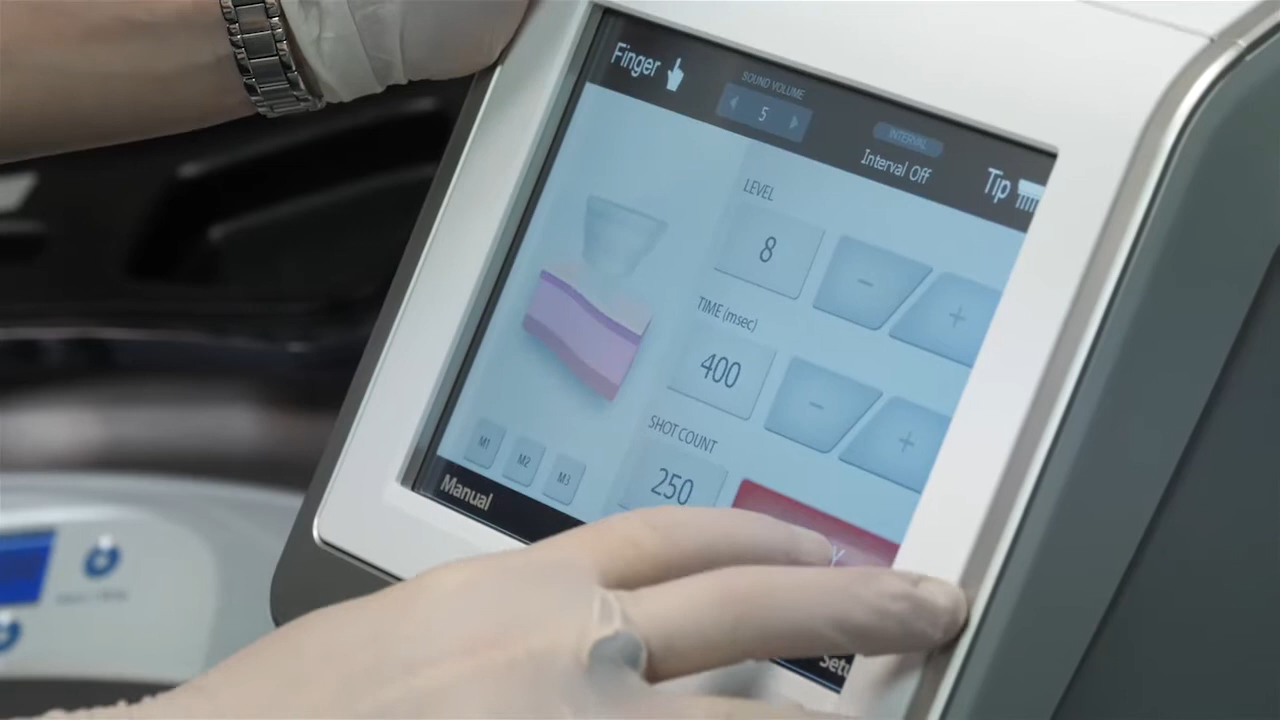 Finger
SOUND VOLUME
5
INTERVAL
Interval Off
Tip
LEVEL
8
−
+
TIME (msec)
400
−
+
SHOT COUNT
250
M1
M2
M3
Manual